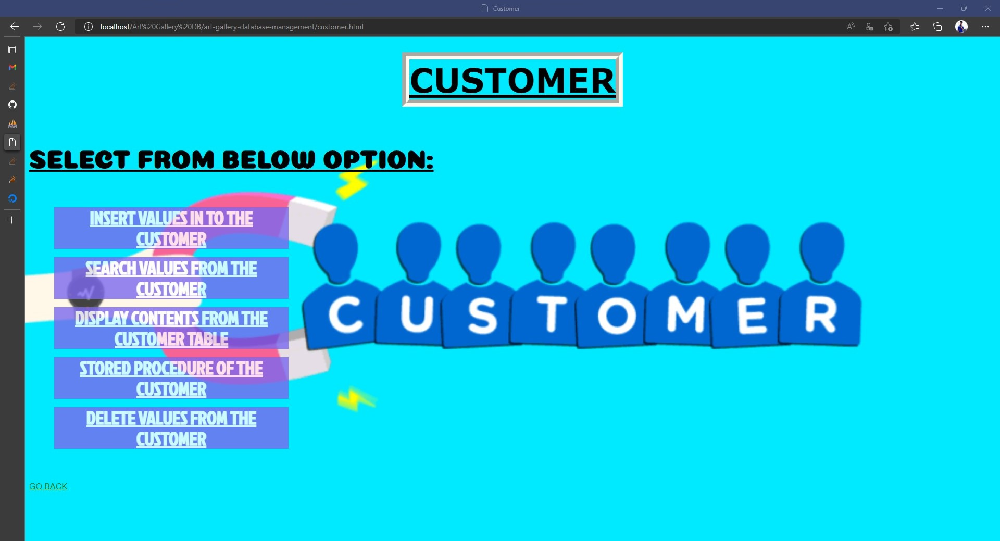 Customer
localhost/Art%20Gallery%20DB/art-gallery-database-management/customer.html
CUSTOMER
SELECT FROM BELOW OPTION:
INSERT VALUES IN TO THE
CUSTOMER
SEARCH VALUES FROM THE
CUSTOMER
DISPLAY CONTENTS FROM THE
CUSTOMER TABLE
STORED PROCEDURE OF THE
CUSTOMER
DELETE VALUES FROM THE
CUSTOMER
CUSTOMER
GO BACK